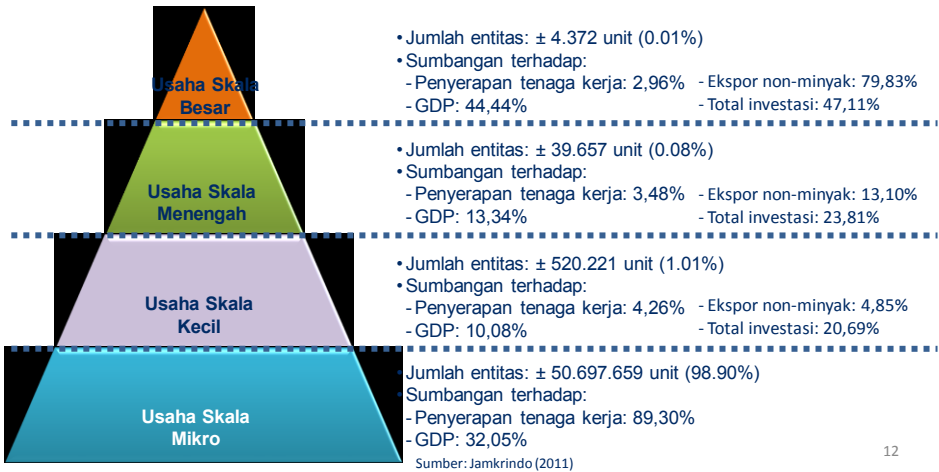 Usaha Skala
Besar
• Jumlah entitas: ± 4.372 unit (0.01%)
• Sumbangan terhadap:
- Penyerapan tenaga kerja: 2,96%
- GDP: 44,44%
- Ekspor non-minyak: 79,83%
- Total investasi: 47,11%
Usaha Skala
Menengah
• Jumlah entitas: ± 39.657 unit (0.08%)
• Sumbangan terhadap:
- Penyerapan tenaga kerja: 3,48%
- GDP: 13,34%
- Ekspor non-minyak: 13,10%
- Total investasi: 23,81%
Usaha Skala
Kecil
• Jumlah entitas: ± 520.221 unit (1.01%)
• Sumbangan terhadap:
- Penyerapan tenaga kerja: 4,26%
- GDP: 10,08%
- Ekspor non-minyak: 4,85%
- Total investasi: 20,69%
Usaha Skala
Mikro
• Jumlah entitas: ± 50.697.659 unit (98.90%)
• Sumbangan terhadap:
- Penyerapan tenaga kerja: 89,30%
- GDP: 32,05%
Sumber: Jamkrindo (2011)
12